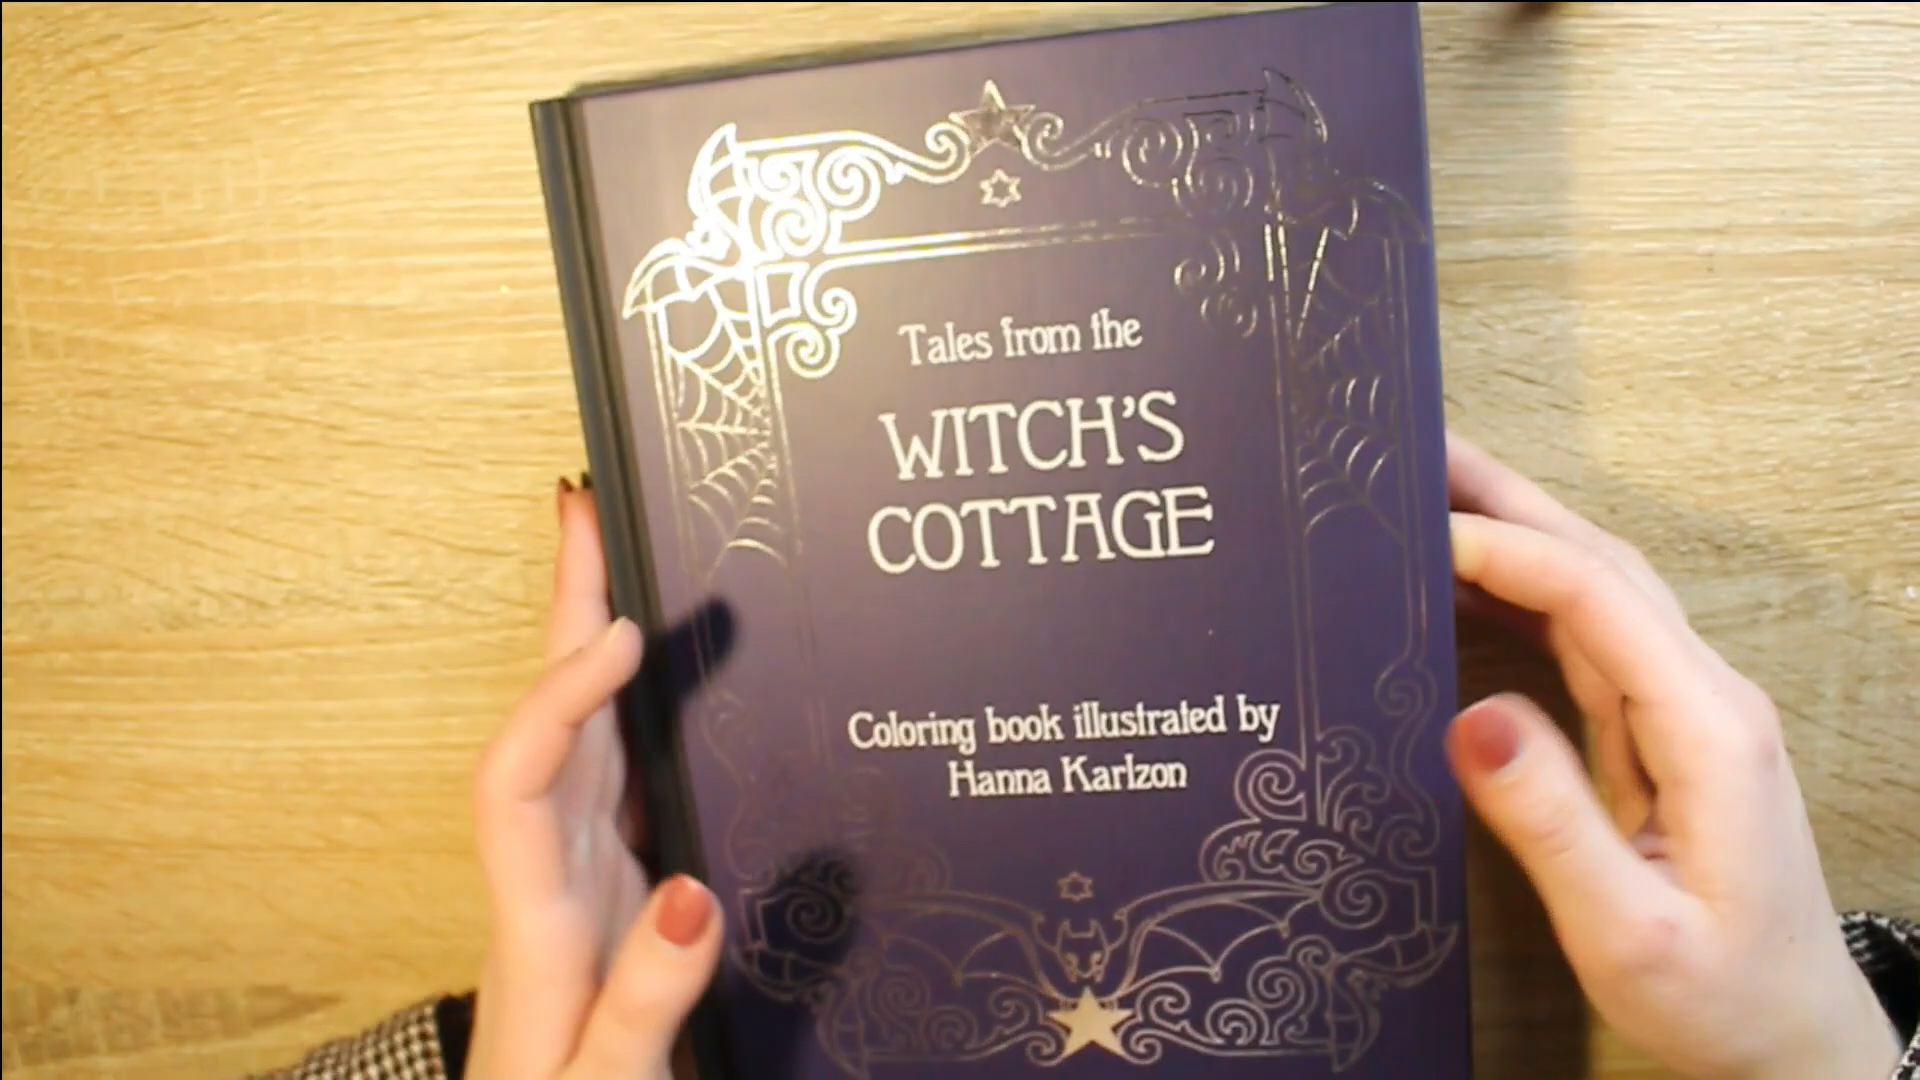 Tales from the
WITCH'S
COTTAGE
Coloring book illustrated by
Hanna Karlzon